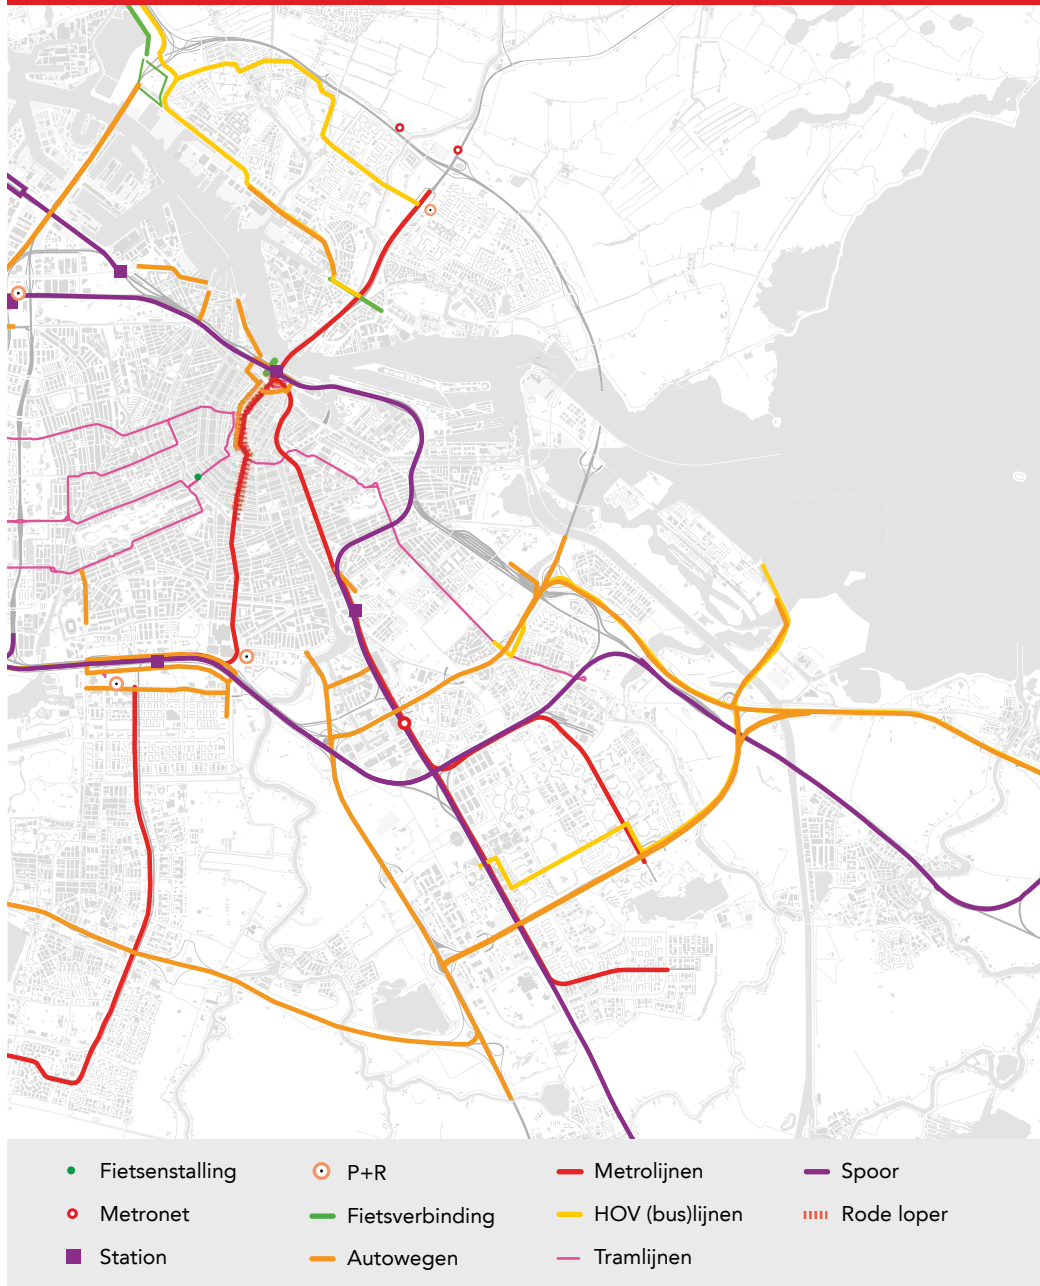 Fietsenstalling
Metronet
Station
P+R
Fietsverbinding
Autowegen
Metrolijnen
HOV (bus)lijnen
Tramlijnen
Spoor
Rode loper